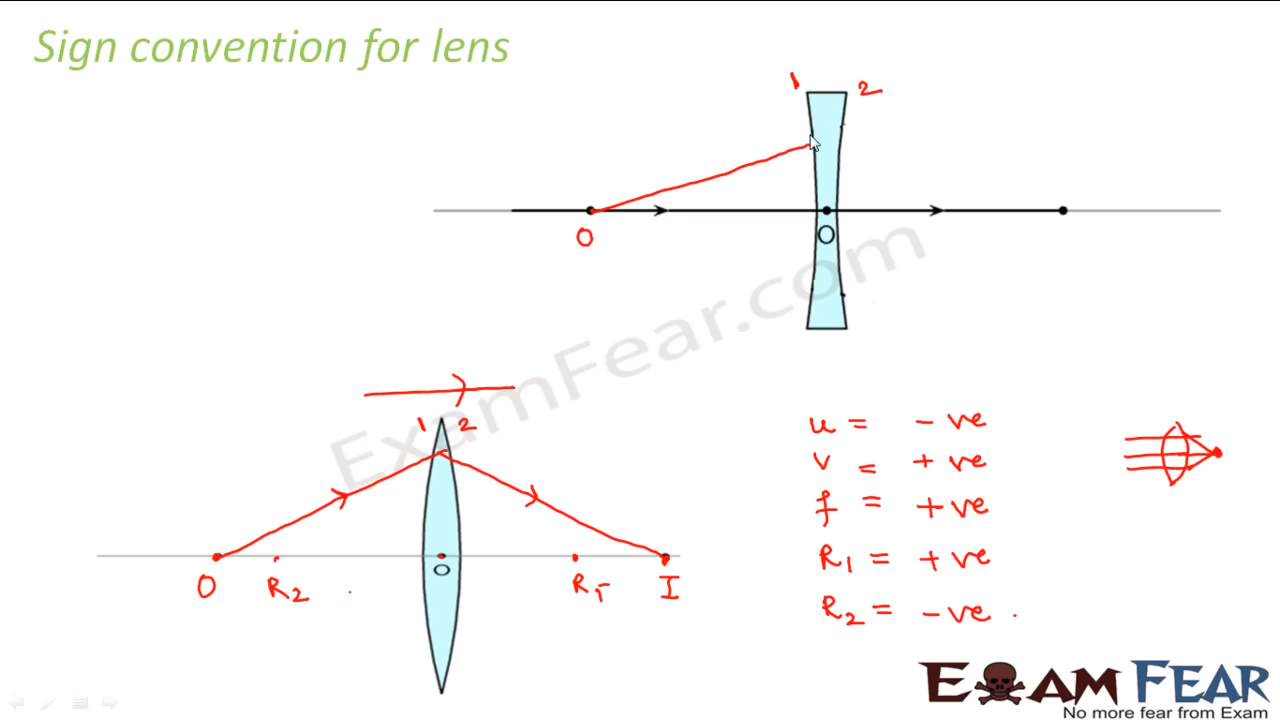 Sign convention for lens
1 2
O
O
ExamFear.com
1 2
u = - ve
v = + ve
f = + ve
R1 = + ve
R2 = - ve .
O R2 O R1 I
EXAM FEAR
No more fear from Exam